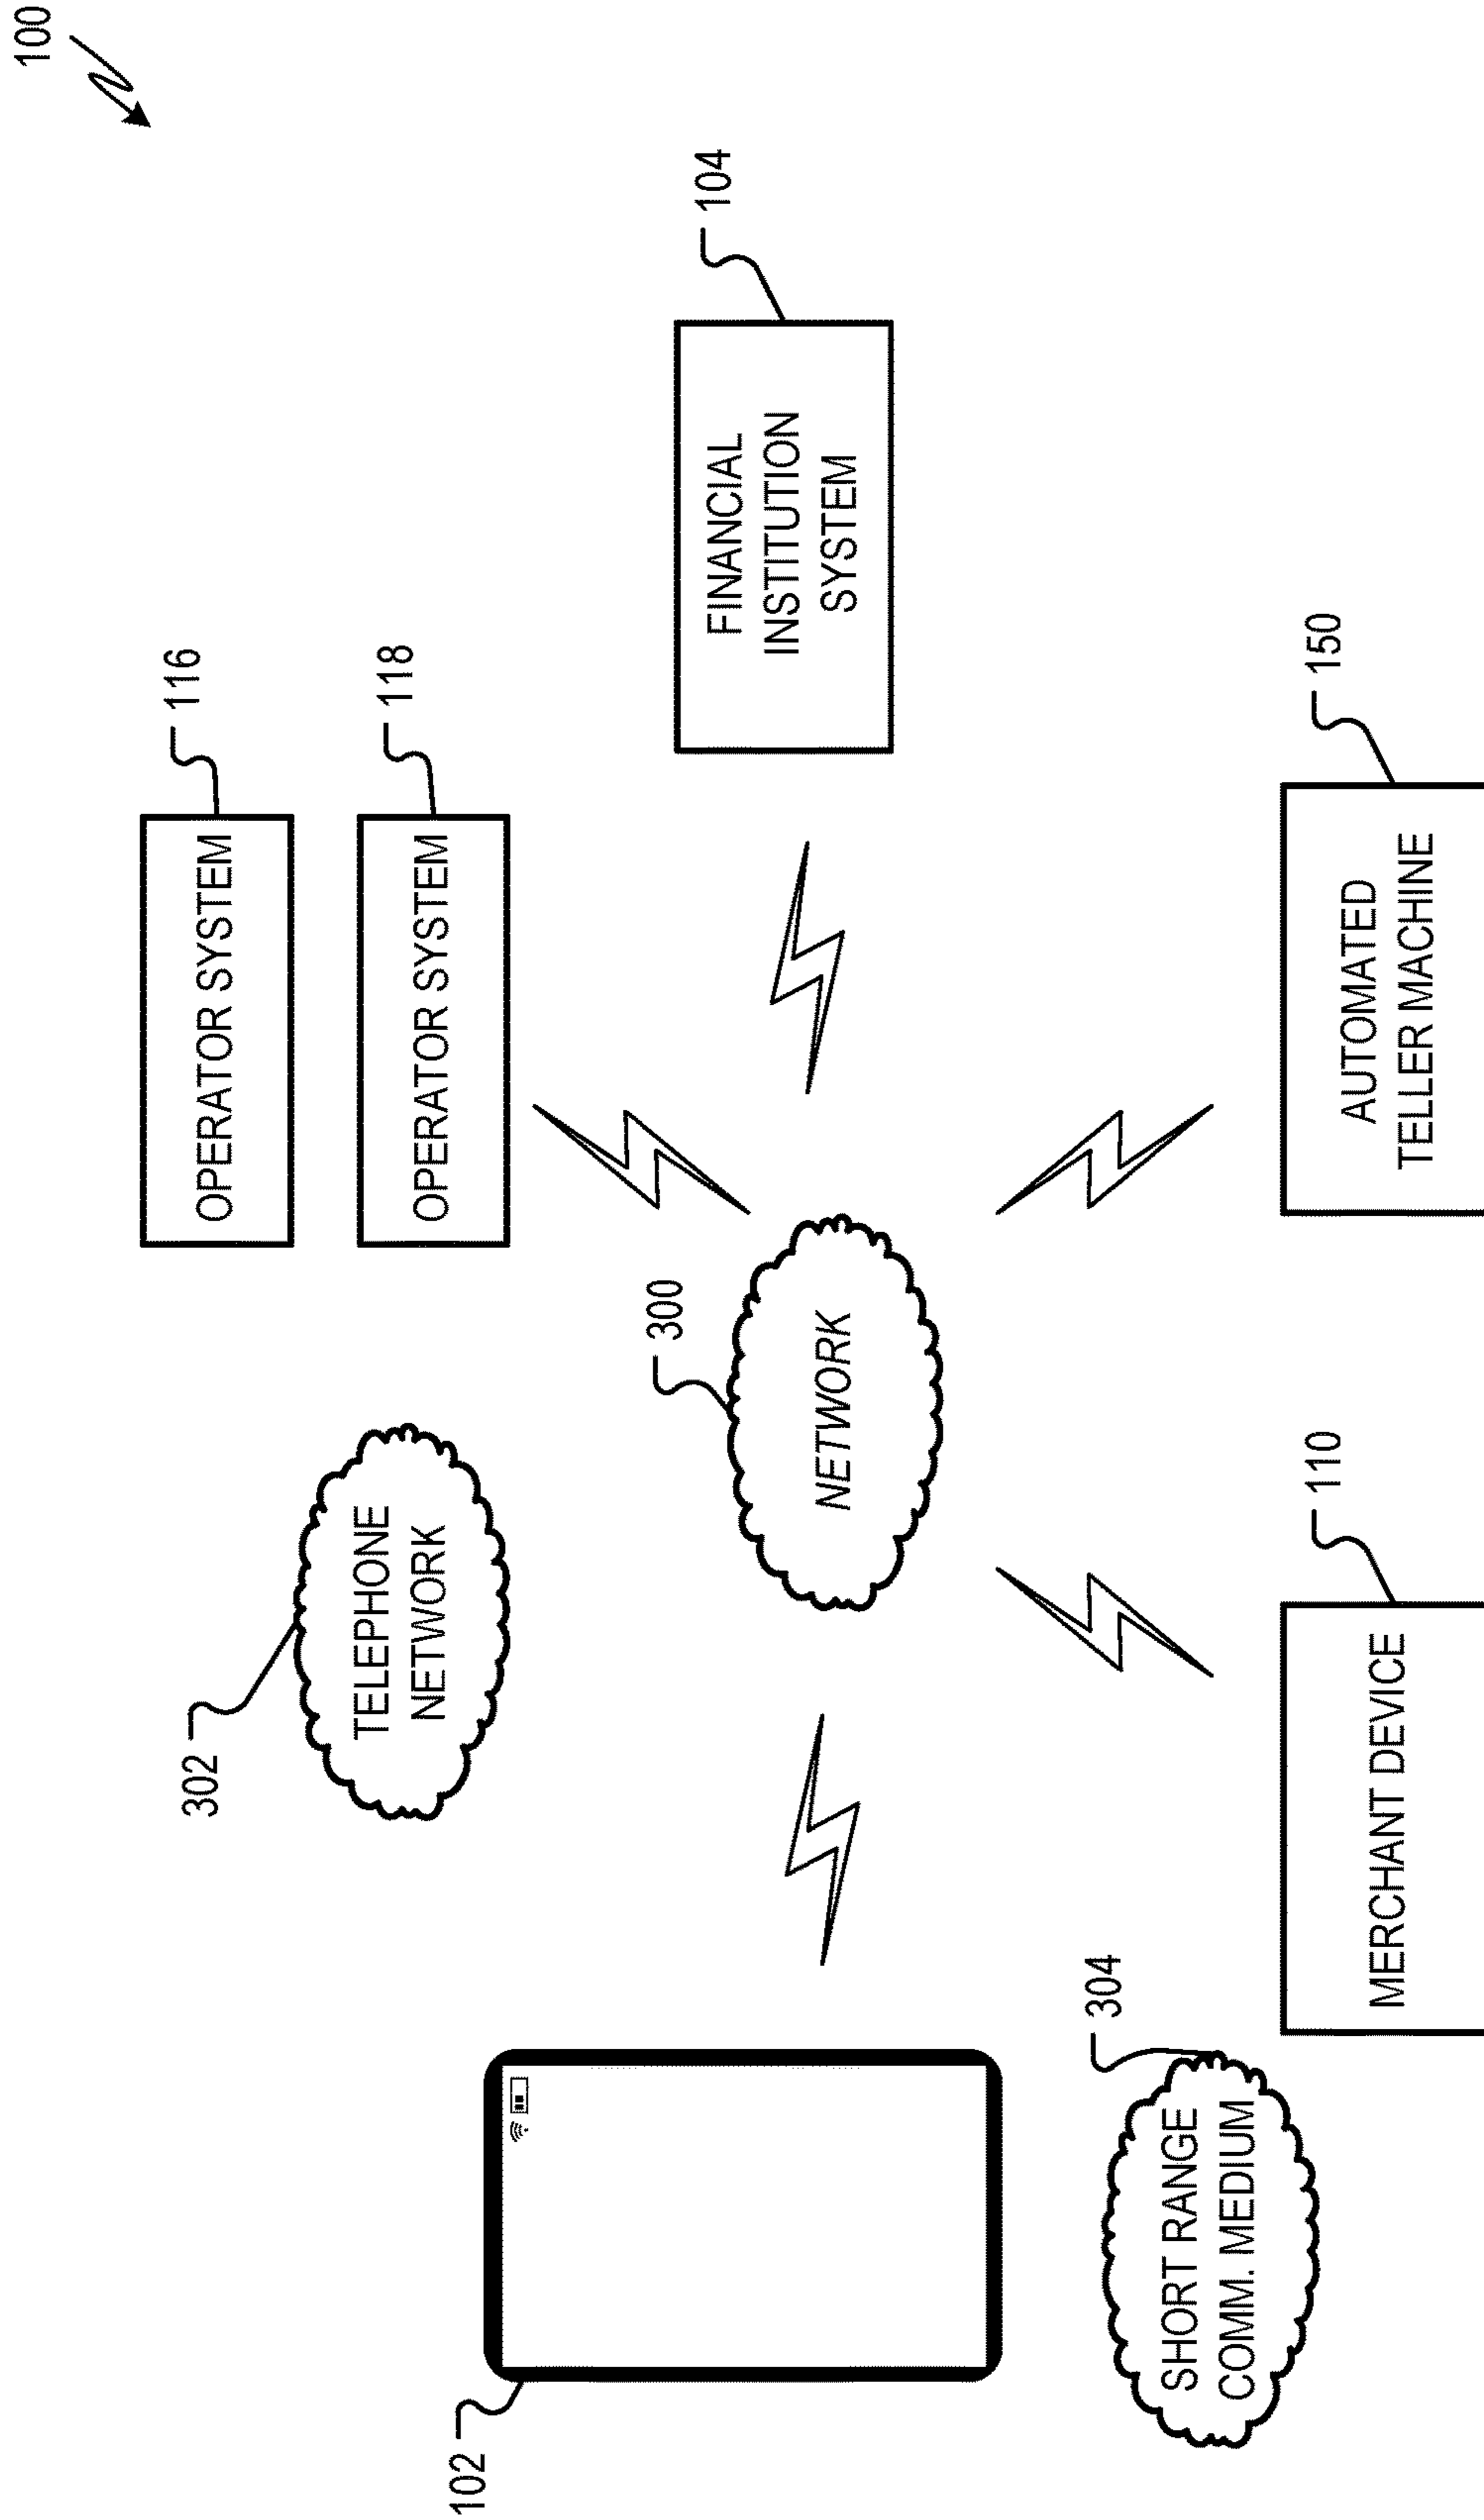 100
302
TELEPHONE
NETWORK
OPERATOR SYSTEM
116
OPERATOR SYSTEM
118
102
300
NETWORK
FINANCIAL
INSTITUTION
SYSTEM
104
SHORT RANGE
COMM. MEDIUM
304
MERCHANT DEVICE
110
AUTOMATED
TELLER MACHINE
150